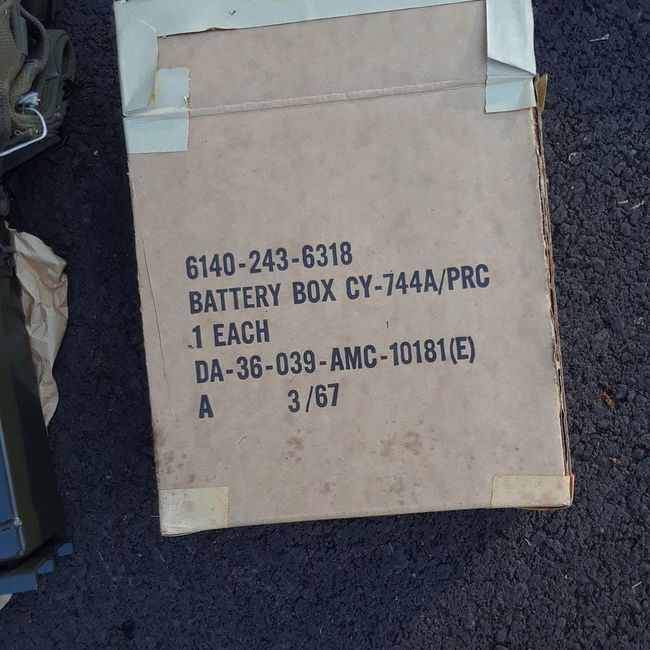 6140-243-6318
BATTERY BOX CY-744A/PRC
1 EACH
DA-36-039-AMC-10181(E)
A 3/67